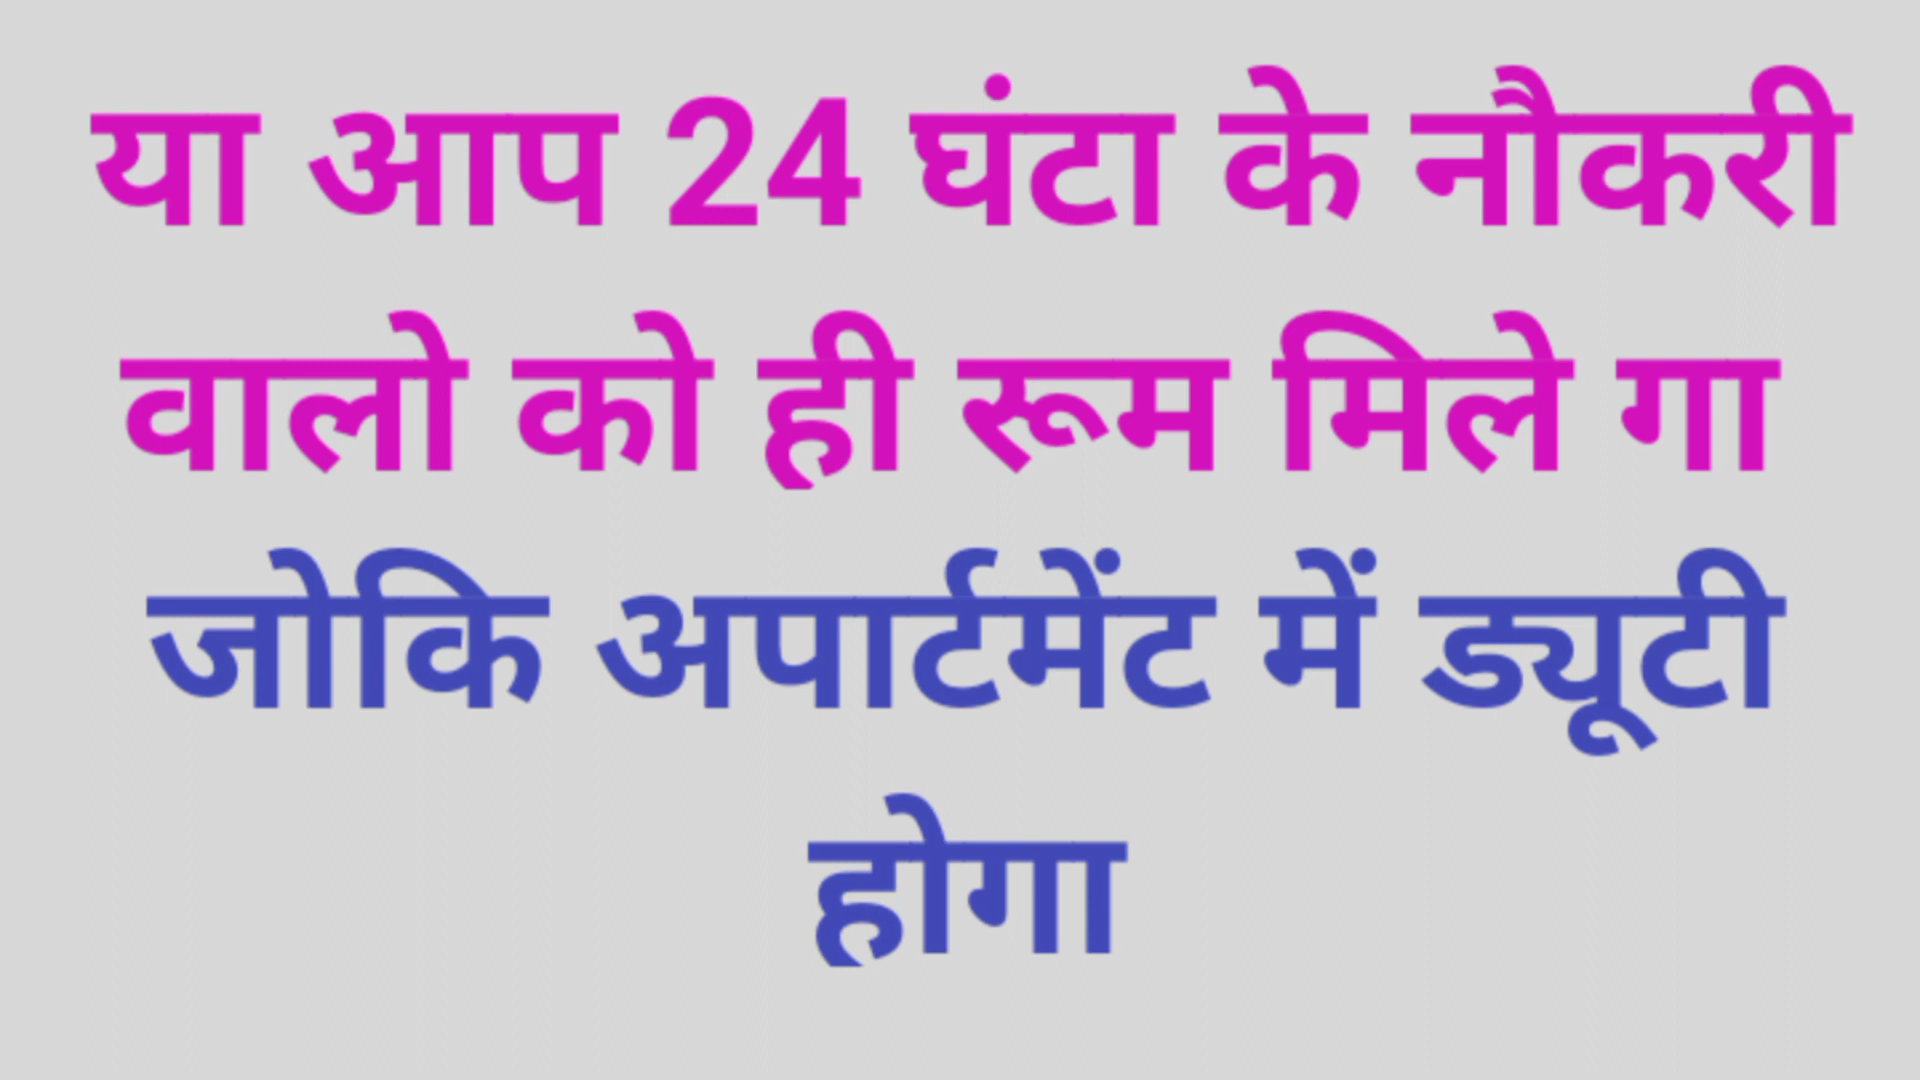 या आप 24 घंटा के नौकरी
वालो को ही रूम मिले गा
जोकि अपार्टमेंट में ड्यूटी
होगा